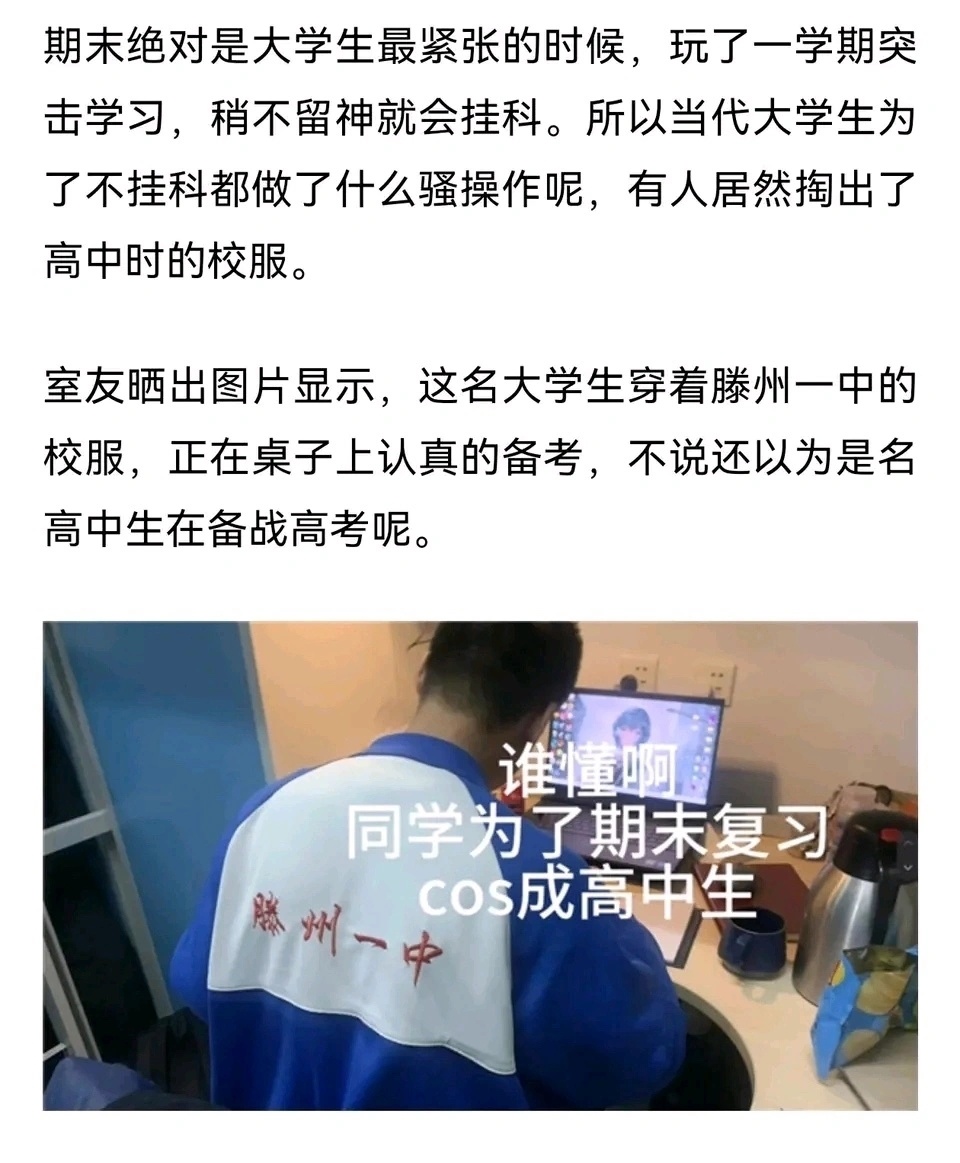 期末绝对是大学生最紧张的时候，玩了一学期突
击学习，稍不留神就会挂科。所以当代大学生为
了不挂科都做了什么骚操作呢，有人居然掏出了
高中时的校服。
室友晒出图片显示，这名大学生穿着滕州一中的
校服，正在桌子上认真的备考，不说还以为是名
高中生在备战高考呢。
谁懂啊
同学为了期末复习
cos成高中生
滕州一中